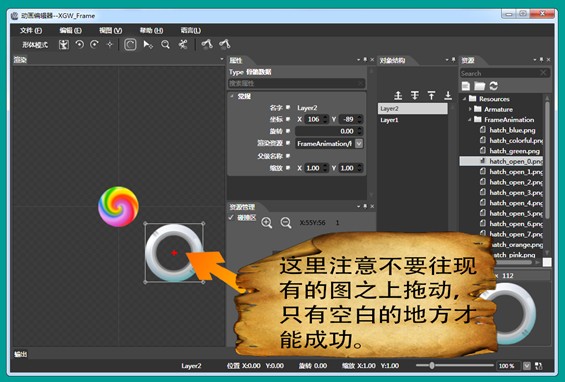 动画编辑器--XGW_Frame
文件 (F)
编辑 (E)
视图 (V)
帮助 (H)
语言(L)
形体模式
渲染
属性
对象结构
资源
Type 骨骼数据
搜索属性
常规
名字 Layer2
坐标 X 106 Y -89
旋转 0.00
渲染资源 FrameAnimation/l
父级名称
缩放 X 1.00 Y 1.00
资源管理
碰撞区
X:55Y:56 1
Layer2
Layer1
Search
Resources
Armature
FrameAnimation
hatch_blue.png
hatch_colorful.png
hatch_green.png
hatch_open_0.png
hatch_open_1.png
hatch_open_2.png
hatch_open_3.png
hatch_open_4.png
hatch_open_5.png
hatch_open_6.png
hatch_open_7.png
hatch_orange.png
hatch_pink.png
× 112
这里注意不要往现
有的图之上拖动,
只有空白的地方才
能成功。
输出
Layer2 位置 X:0.00 Y:0.00 旋转 0.00 缩放 X:1.00 Y:1.00 100 %